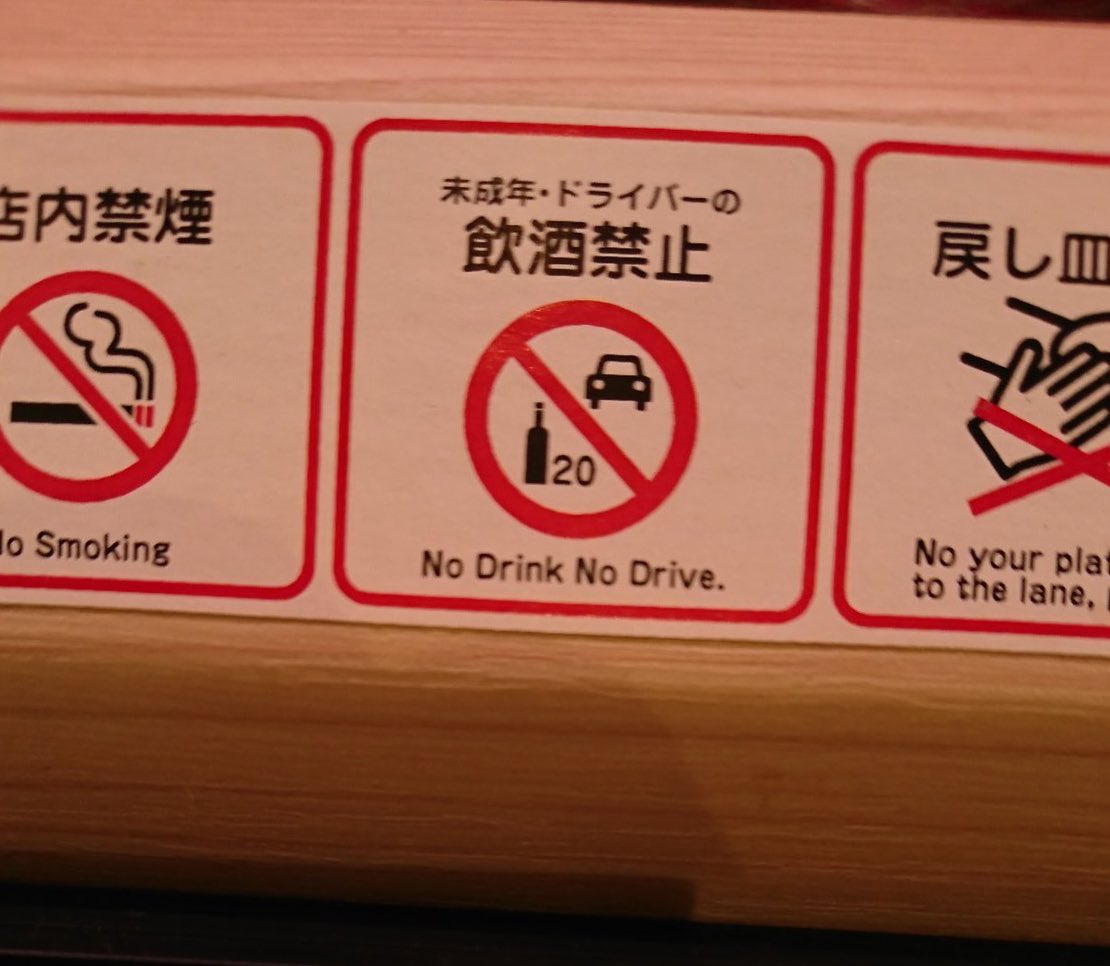 店内禁煙
No Smoking
未成年・ドライバーの
飲酒禁止
20
No Drink No Drive.
戻し皿
No your plat
to the lane,